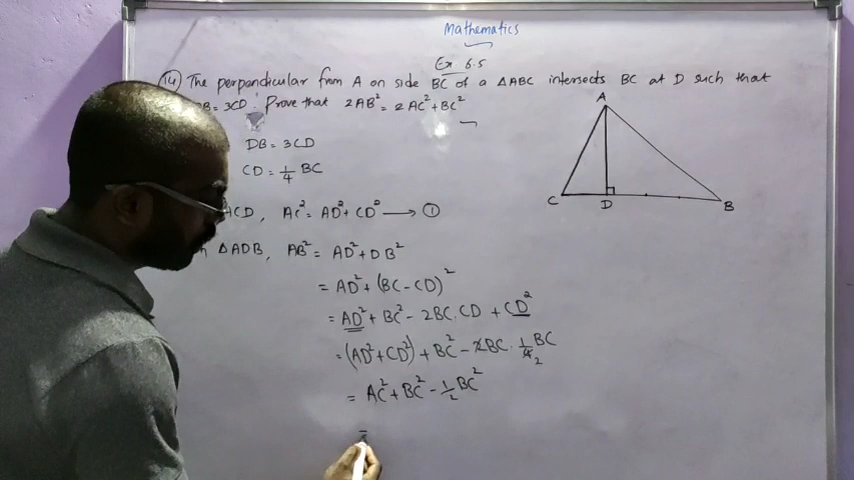 Mathematics
Ex 6.5
(14) The perpendicular from A on side BC of a ΔABC intersects BC at D such that
B = 3CD . Prove that 2AB² = 2AC² + BC²
A
C
D
B
DB = 3CD
CD = 1/4 BC
ACD, AC² = AD² + CD² → ①
ΔADB, AB² = AD² + DB²
= AD² + (BC - CD)²
= AD² + BC² - 2BC.CD + CD²
= (AD² + CD²) + BC² - 2BC . 1/4 2 BC
= AC² + BC² - 1/2 BC²
=